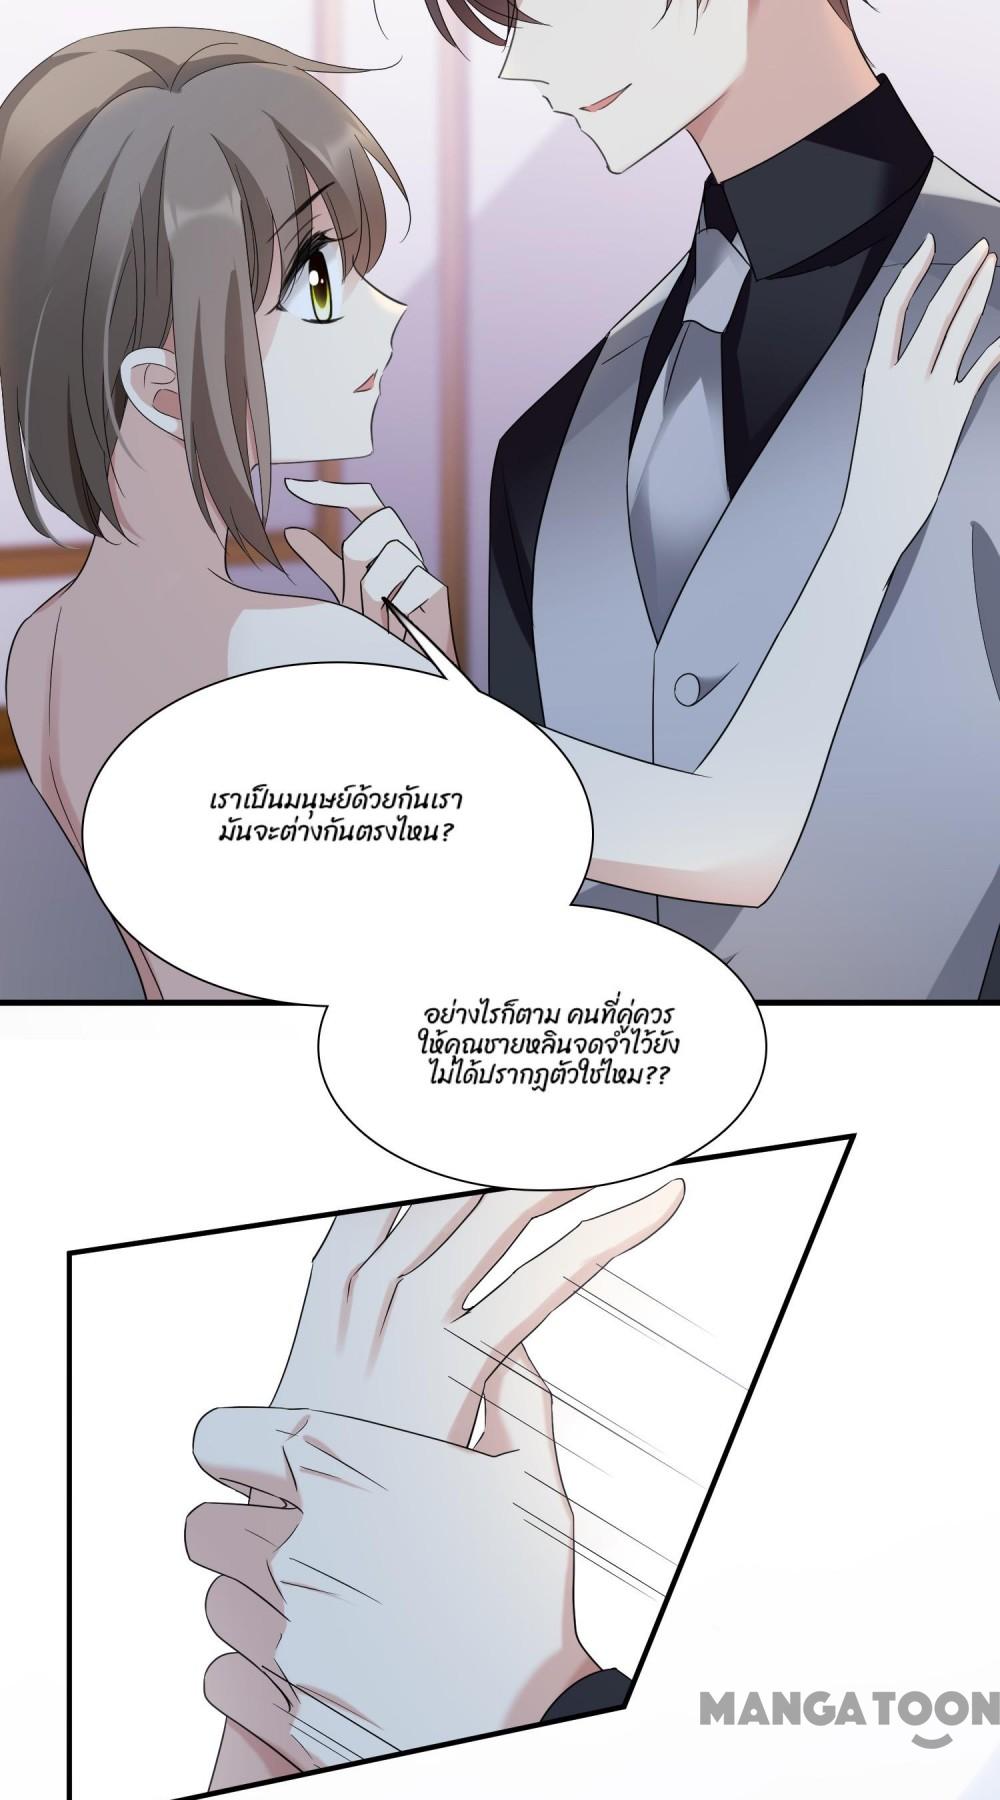 เราเป็นมนุษย์ด้วยกันเรา
มันจะต่างกันตรงไหน?
อย่างไรก็ตาม คนที่คู่ควร
ให้คุณชายหลินจดจำไว้ยัง
ไม่ได้ปรากฏตัวใช่ไหม??
MANGATOON